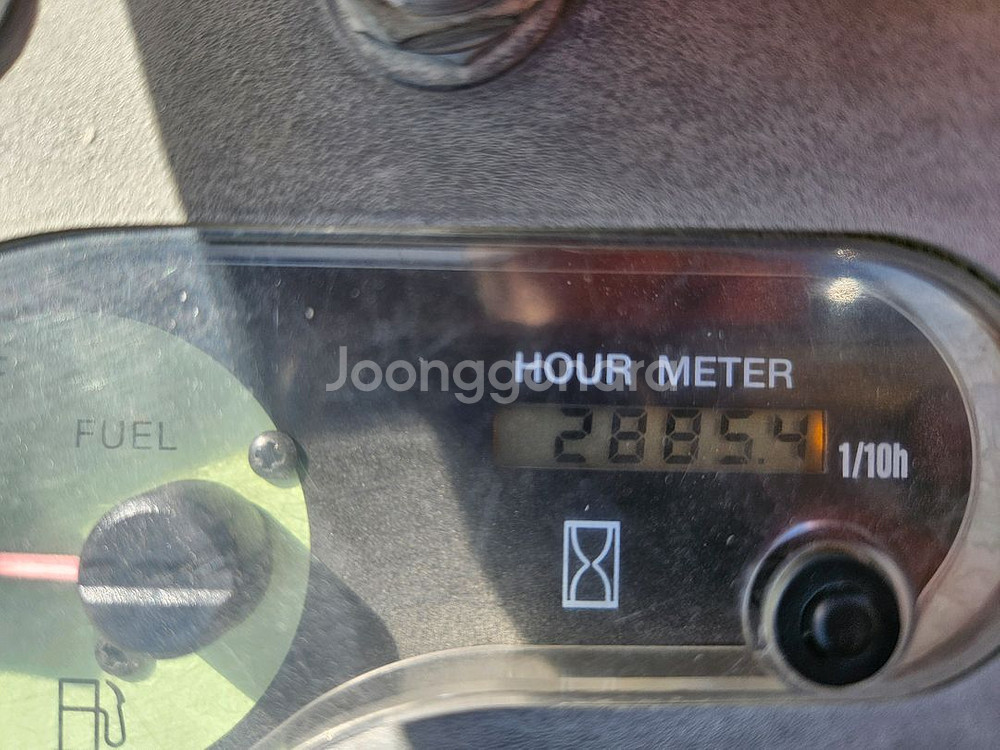 HOUR METER
Joonggonara
FUEL
2885.4
1/10h